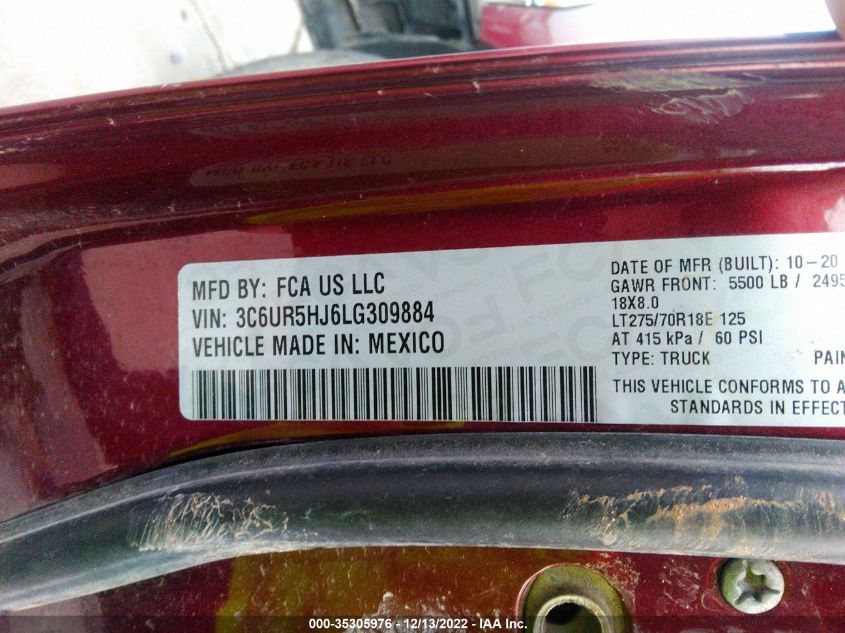 MFD BY: FCA US LLC
VIN: 3C6UR5HJ6LG309884
VEHICLE MADE IN: MEXICO
DATE OF MFR (BUILT): 10-20
GAWR FRONT: 5500 LB / 2495
18X8.0
LT275/70R18E 125
AT 415 kPa / 60 PSI
TYPE: TRUCK PAIN
THIS VEHICLE CONFORMS TO A
STANDARDS IN EFFECT
000-35305976 - 12/13/2022 - IAA Inc.